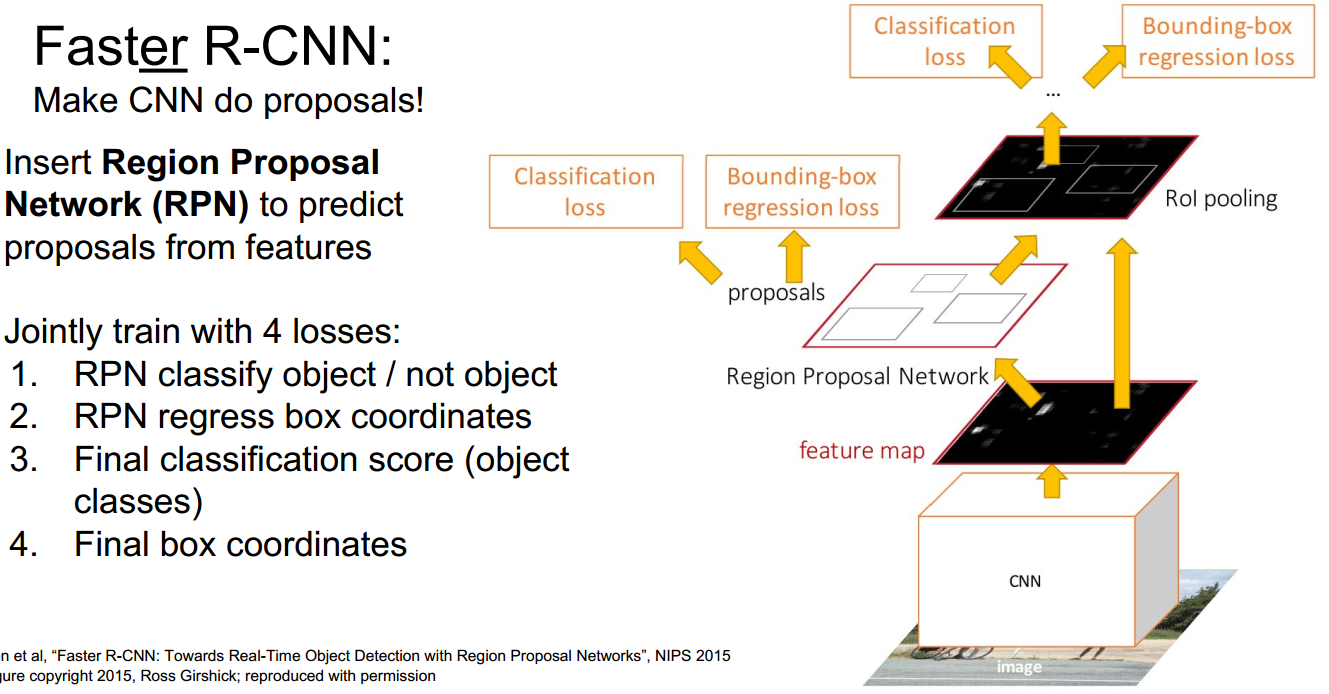 Faster R-CNN:
Make CNN do proposals!
Insert Region Proposal
Network (RPN) to predict
proposals from features
Jointly train with 4 losses:
1. RPN classify object / not object
2. RPN regress box coordinates
3. Final classification score (object
classes)
4. Final box coordinates
Classification
loss
Bounding-box
regression loss
...
Classification
loss
Bounding-box
regression loss
RoI pooling
proposals
Region Proposal Network
feature map
CNN
image
n et al, “Faster R-CNN: Towards Real-Time Object Detection with Region Proposal Networks”, NIPS 2015
gure copyright 2015, Ross Girshick; reproduced with permission